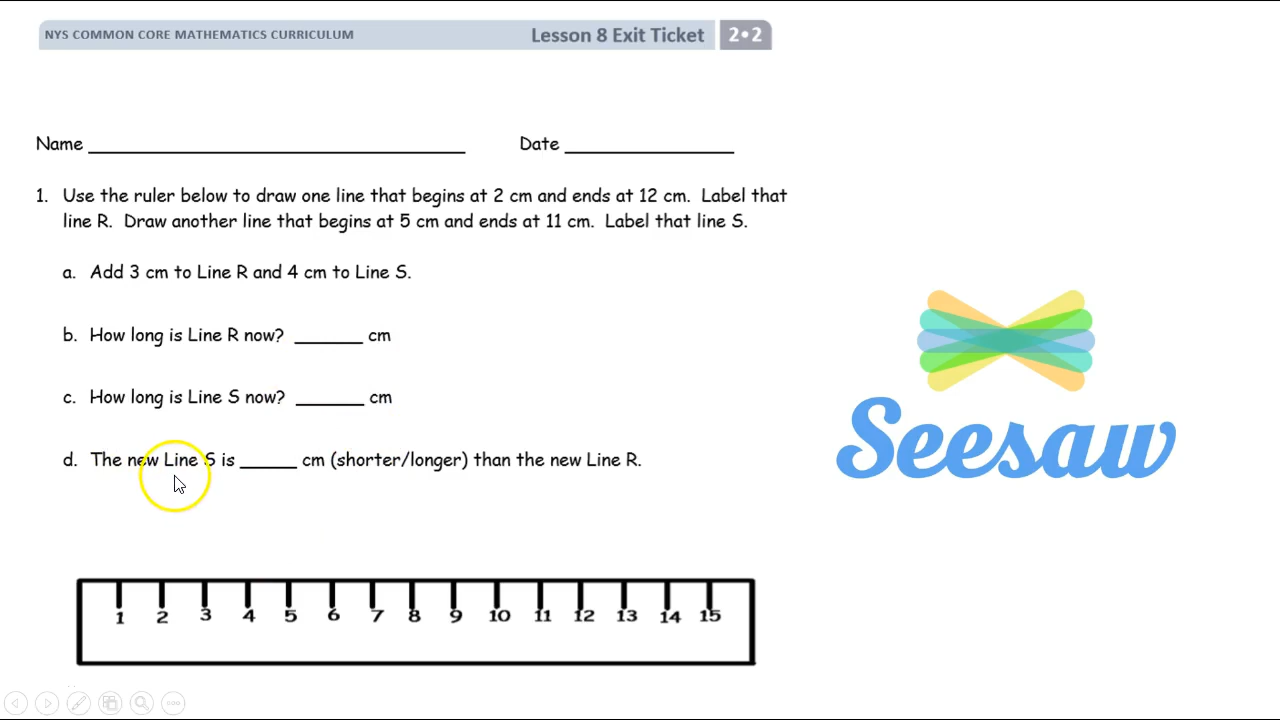 NYS COMMON CORE MATHEMATICS CURRICULUM Lesson 8 Exit Ticket 2•2
Name ______ Date ______
1. Use the ruler below to draw one line that begins at 2 cm and ends at 12 cm. Label that
line R. Draw another line that begins at 5 cm and ends at 11 cm. Label that line S.
a. Add 3 cm to Line R and 4 cm to Line S.
b. How long is Line R now? ______ cm
c. How long is Line S now? ______ cm
d. The new Line S is _____ cm (shorter/longer) than the new Line R.
Seesaw
1 2 3 4 5 6 7 8 9 10 11 12 13 14 15